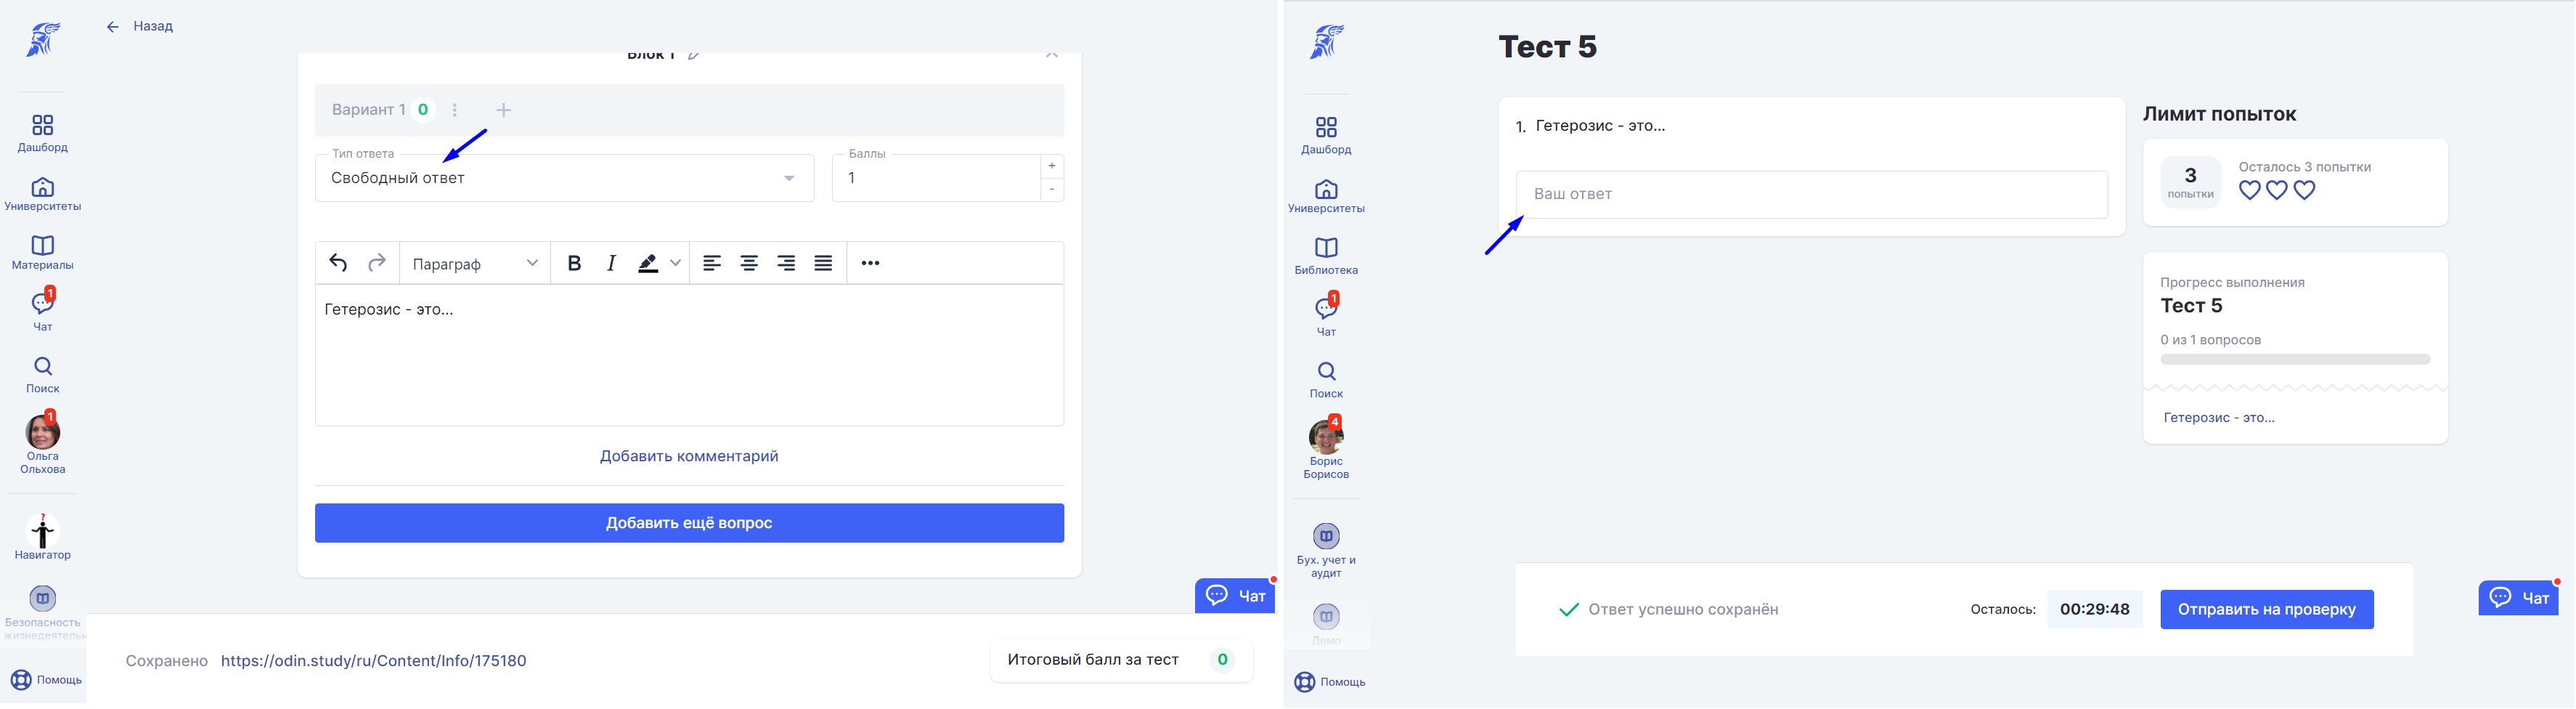 Назад
Дашборд
Университеты
Материалы
1
Чат
Поиск
1
Ольга
Ольхова
?
Навигатор
Безопасность
жизнедеятельн
Помощь
Блок 1
Вариант 1 0
Тип ответа
Свободный ответ
Баллы
1
+
-
Параграф
B I
Гетерозис - это...
Добавить комментарий
Добавить ещё вопрос
Чат
Сохранено https://odin.study/ru/Content/Info/175180
Итоговый балл за тест 0
Дашборд
Университеты
Библиотека
1
Чат
Поиск
4
Борис
Борисов
Бух. учет и
аудит
Демо
Помощь
Тест 5
1. Гетерозис - это...
Ваш ответ
Лимит попыток
3
попытки
Осталось 3 попытки
Прогресс выполнения
Тест 5
0 из 1 вопросов
Гетерозис - это...
Ответ успешно сохранён
Осталось: 00:29:48
Отправить на проверку
Чат